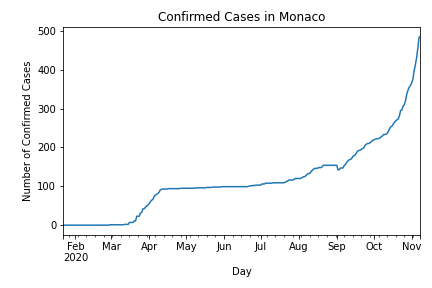 Confirmed Cases in Monaco
500
400
300
200
100
0
Number of Confirmed Cases
Feb Mar Apr May Jun Jul Aug Sep Oct Nov
2020
Day